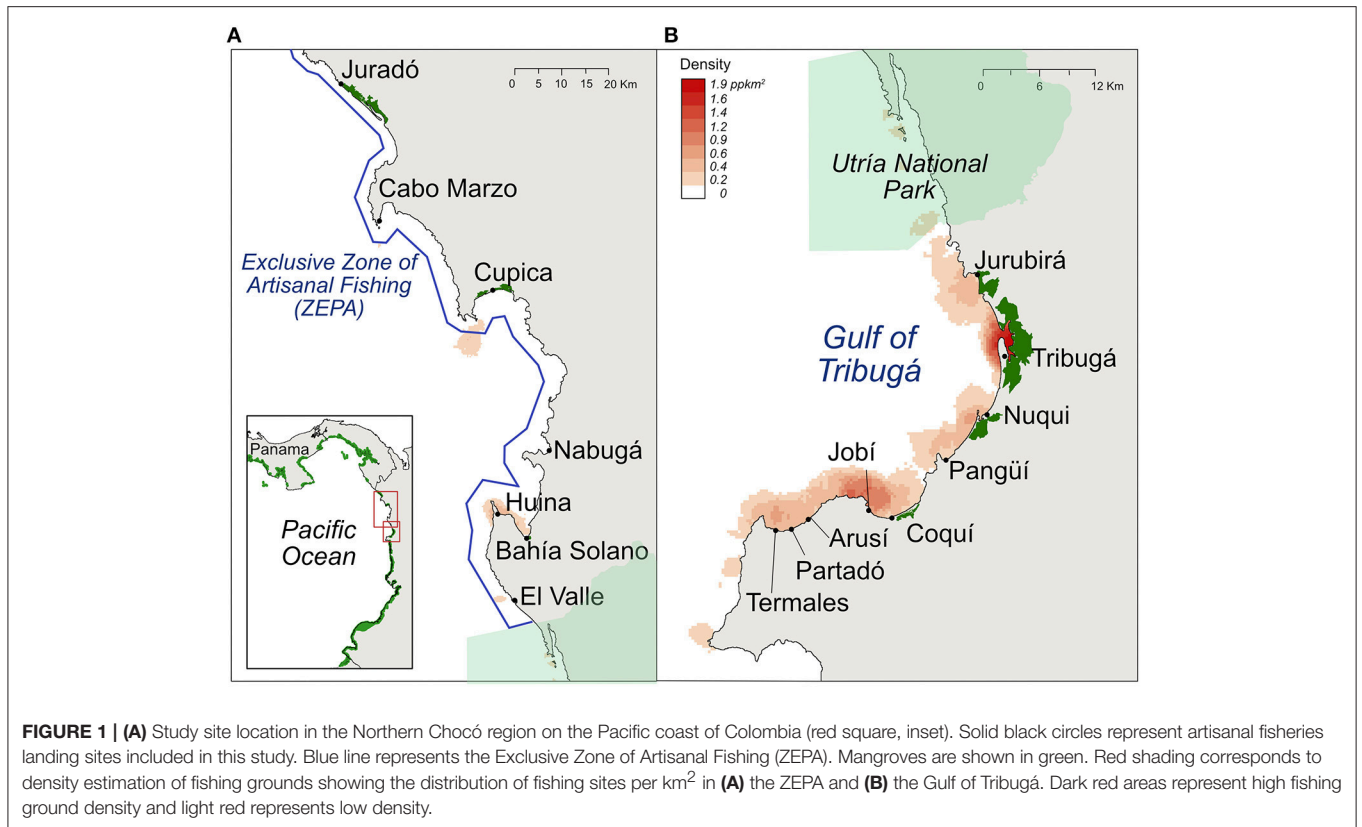 A
Juradó
0 5 10 15 20 Km
Cabo Marzo
Exclusive Zone of
Artisanal Fishing
(ZEPA)
Cupica
Nabugá
Huina
Bahía Solano
El Valle
Panama
Pacific
Ocean
B
Density
1.9 ppkm²
1.6
1.4
1.2
0.9
0.6
0.4
0.2
0
0 6 12 Km
Utría National
Park
Jurubirá
Gulf of
Tribugá
Tribugá
Nuqui
Jobí
Pangüí
Coquí
Arusí
Partadó
Termales
FIGURE 1 | (A) Study site location in the Northern Chocó region on the Pacific coast of Colombia (red square, inset). Solid black circles represent artisanal fisheries
landing sites included in this study. Blue line represents the Exclusive Zone of Artisanal Fishing (ZEPA). Mangroves are shown in green. Red shading corresponds to
density estimation of fishing grounds showing the distribution of fishing sites per km² in (A) the ZEPA and (B) the Gulf of Tribugá. Dark red areas represent high fishing
ground density and light red represents low density.